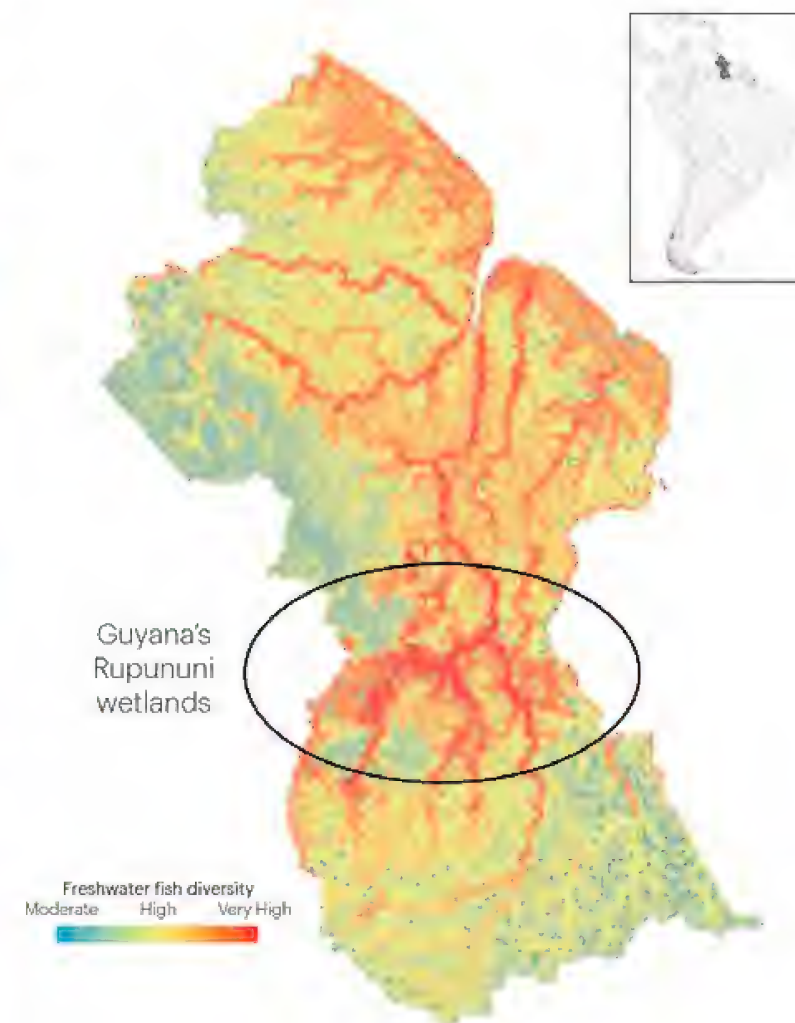 Guyana's
Rupununi
wetlands
Freshwater fish diversity
Moderate High Very High